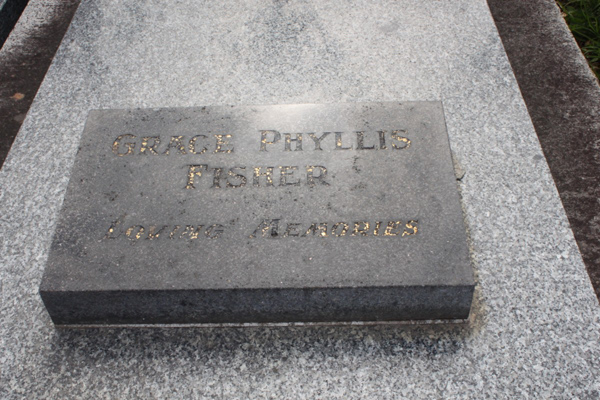 GRACE PHYLLIS
FISHER
LOVING MEMORIES